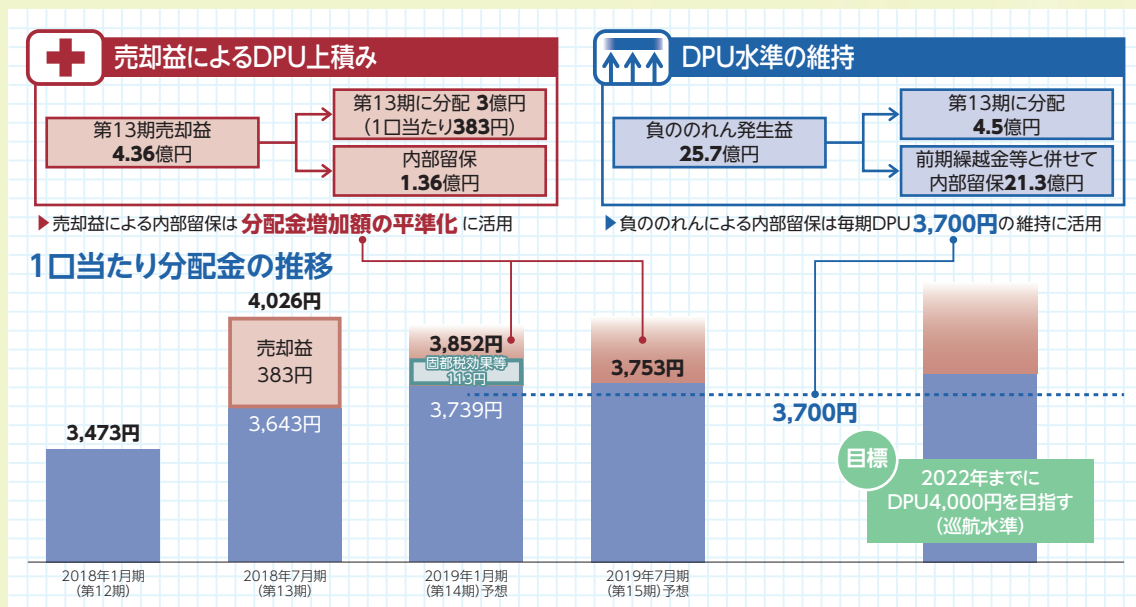 売却益によるDPU上積み
第13期売却益
4.36億円
第13期に分配 3億円
(1口当たり383円)
内部留保
1.36億円
▶売却益による内部留保は 分配金増加額の平準化 に活用
DPU水準の維持
負ののれん発生益
25.7億円
第13期に分配
4.5億円
前期繰越金等と併せて
内部留保21.3億円
▶負ののれんによる内部留保は毎期DPU3,700円の維持に活用
1口当たり分配金の推移
3,473円
4,026円
売却益
383円
3,643円
3,852円
固都税効果等
113円
3,739円
3,753円
3,700円
目標
2022年までに
DPU4,000円を目指す
(巡航水準)
2018年1月期
(第12期)
2018年7月期
(第13期)
2019年1月期
(第14期)予想
2019年7月期
(第15期)予想